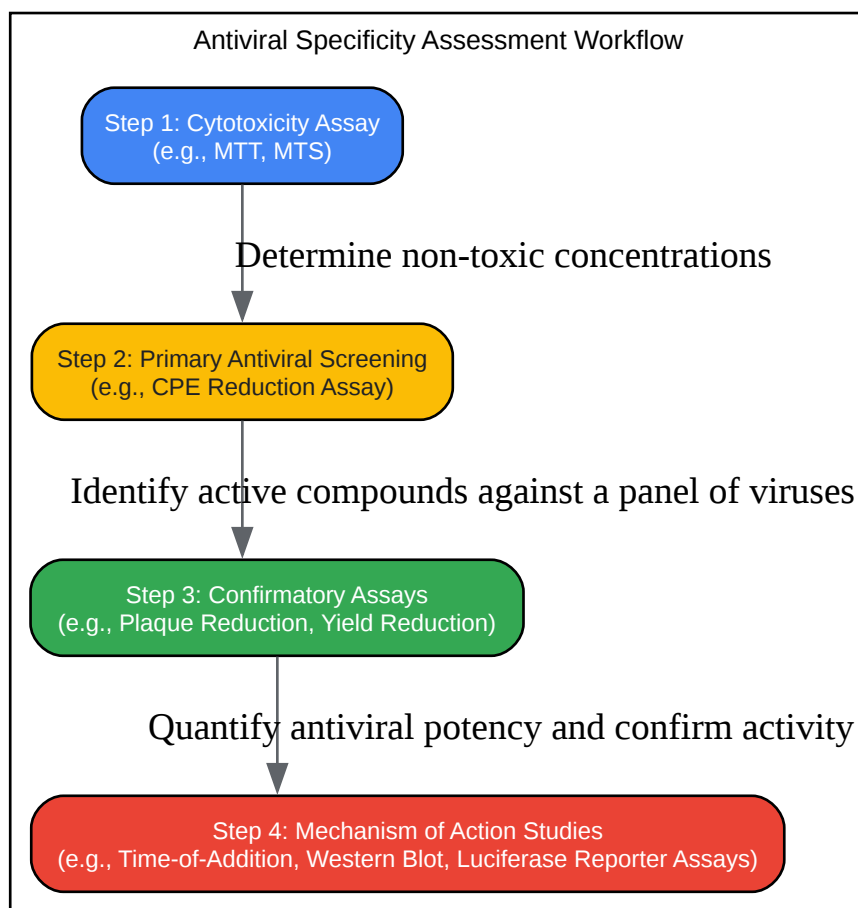 Antiviral Specificity Assessment Workflow
Step 1: Cytotoxicity Assay
(e.g., MTT, MTS)
Determine non-toxic concentrations
Step 2: Primary Antiviral Screening
(e.g., CPE Reduction Assay)
Identify active compounds against a panel of viruses
Step 3: Confirmatory Assays
(e.g., Plaque Reduction, Yield Reduction)
Quantify antiviral potency and confirm activity
Step 4: Mechanism of Action Studies
(e.g., Time-of-Addition, Western Blot, Luciferase Reporter Assays)